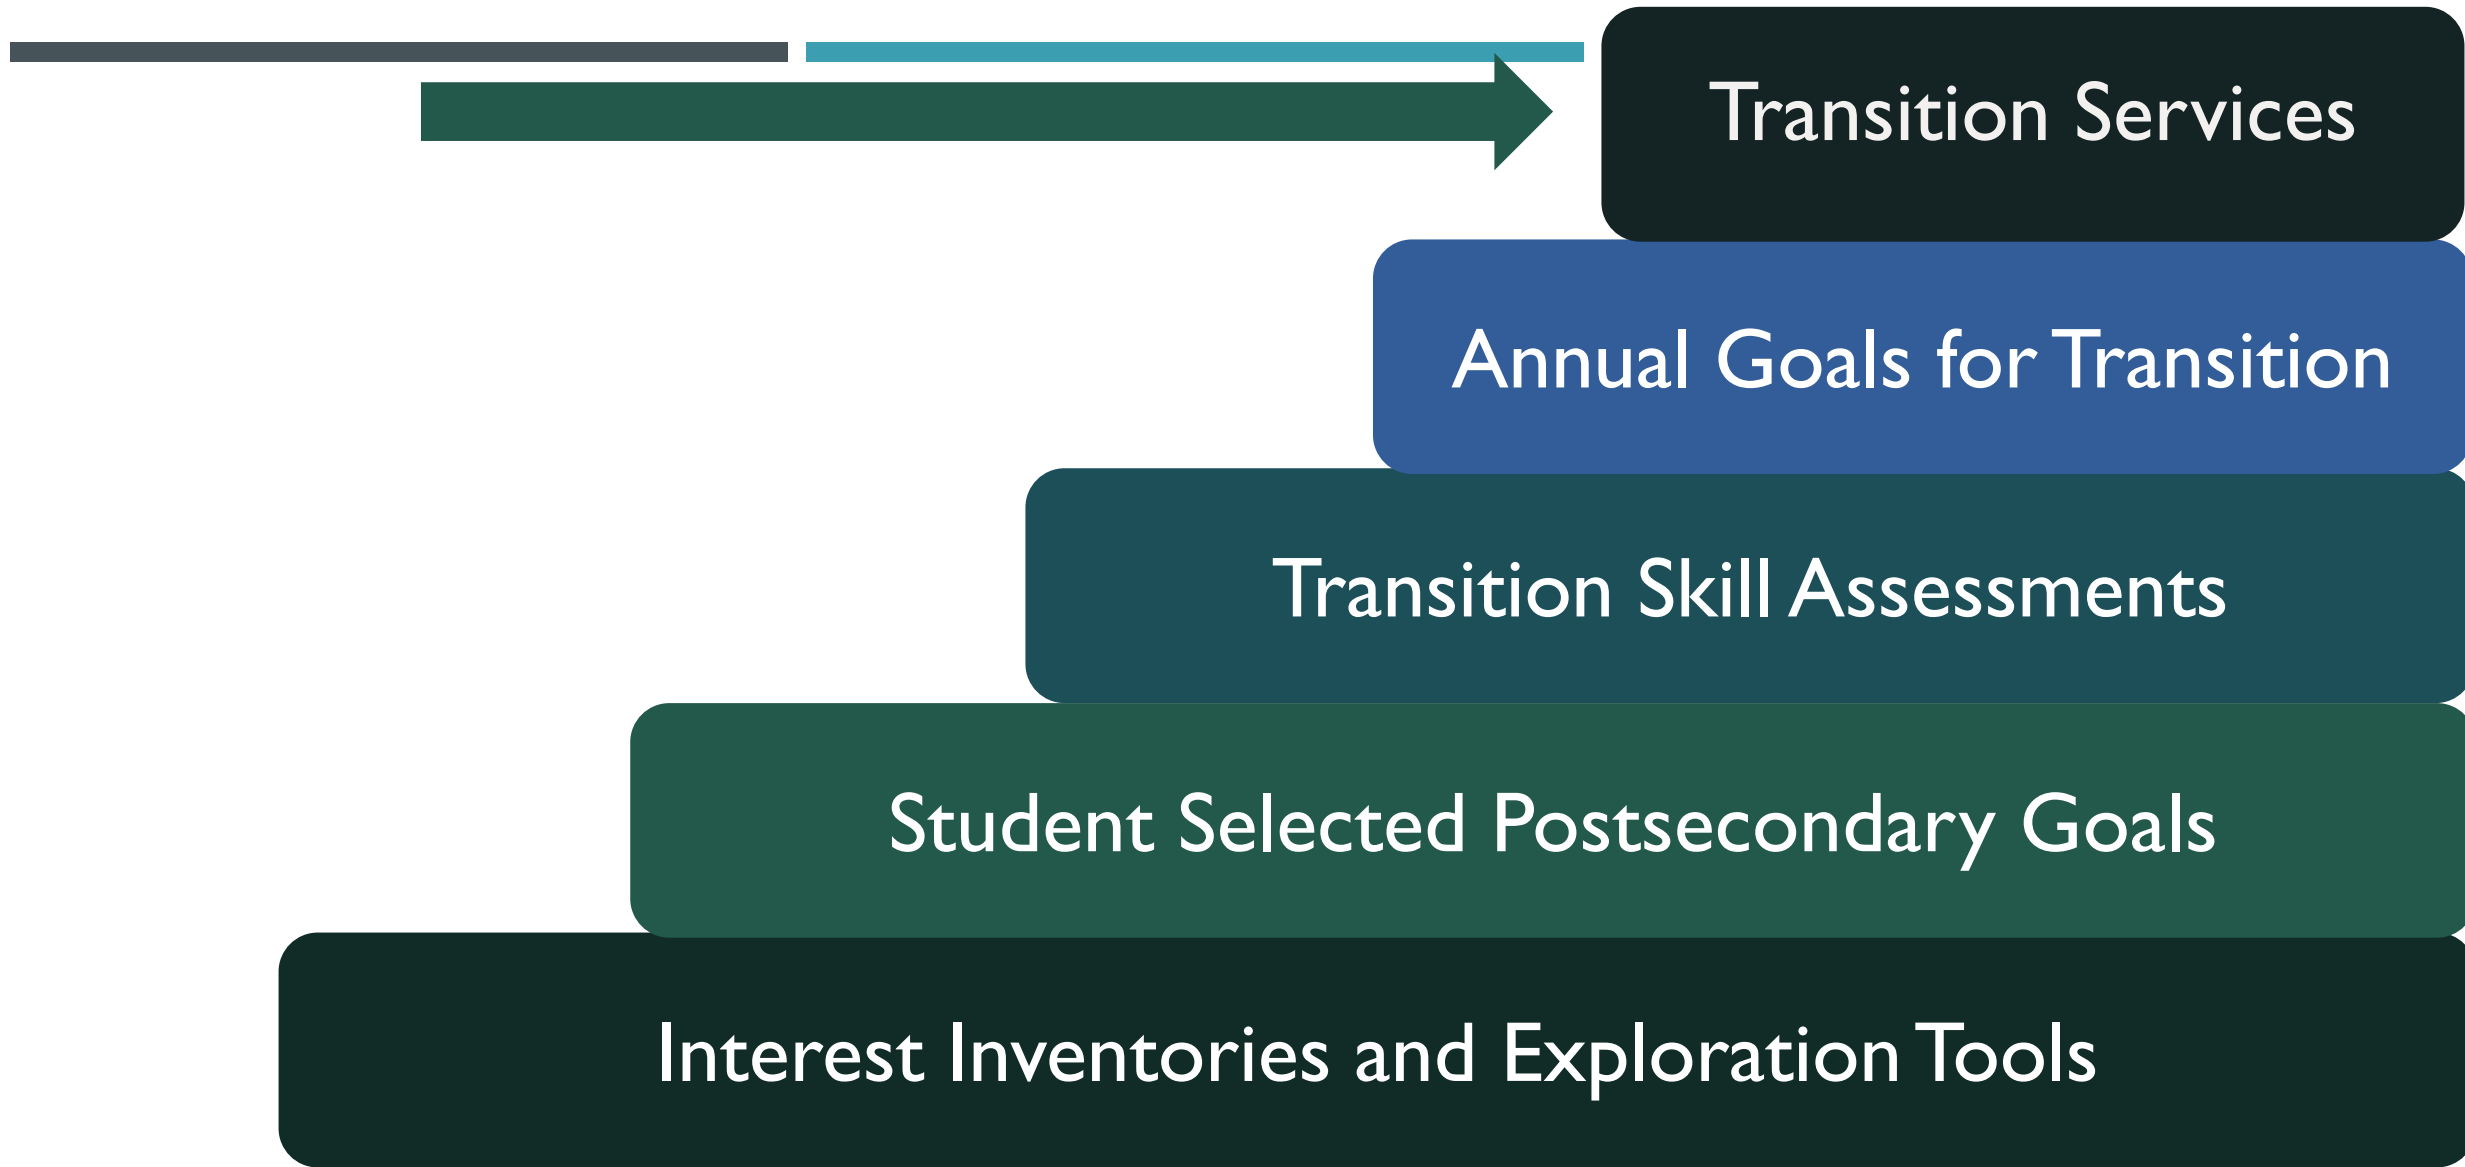 Transition Services
Annual Goals for Transition
Transition Skill Assessments
Student Selected Postsecondary Goals
Interest Inventories and Exploration Tools